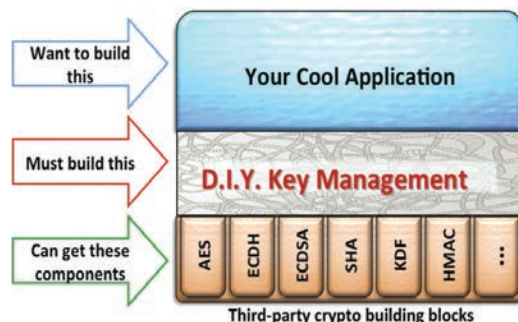 Want to build
this
Your Cool Application
Must build this
D.I.Y. Key Management
Can get these
components
AES
ECDH
ECDSA
SHA
KDF
HMAC
...
Third-party crypto building blocks